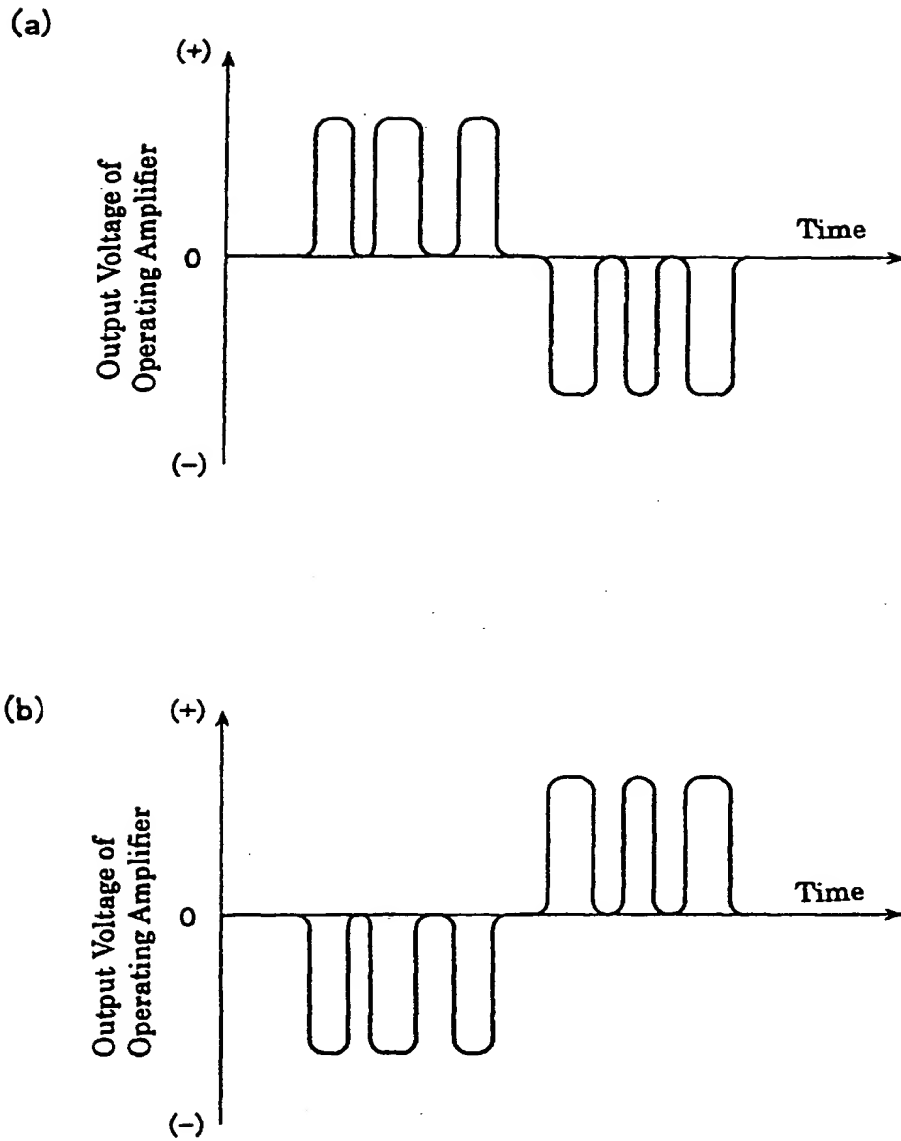 (a)
(+)
Output Voltage of
Operating Amplifier
0
Time
(−)
(b)
(+)
Output Voltage of
Operating Amplifier
0
Time
(−)